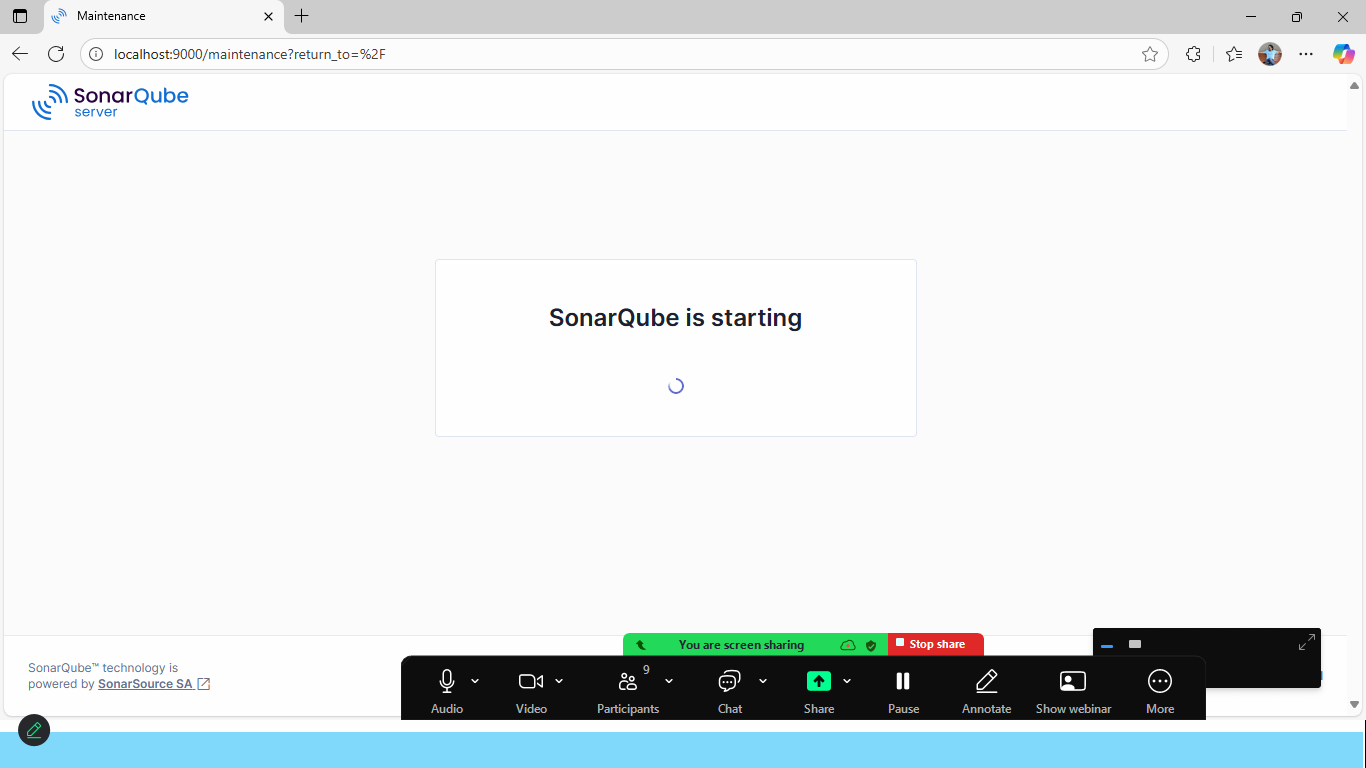 Maintenance
localhost:9000/maintenance?return_to=%2F
SonarQube
server
SonarQube is starting
SonarQube™ technology is
powered by SonarSource SA
You are screen sharing
Stop share
9
Audio
Video
Participants
Chat
Share
Pause
Annotate
Show webinar
More